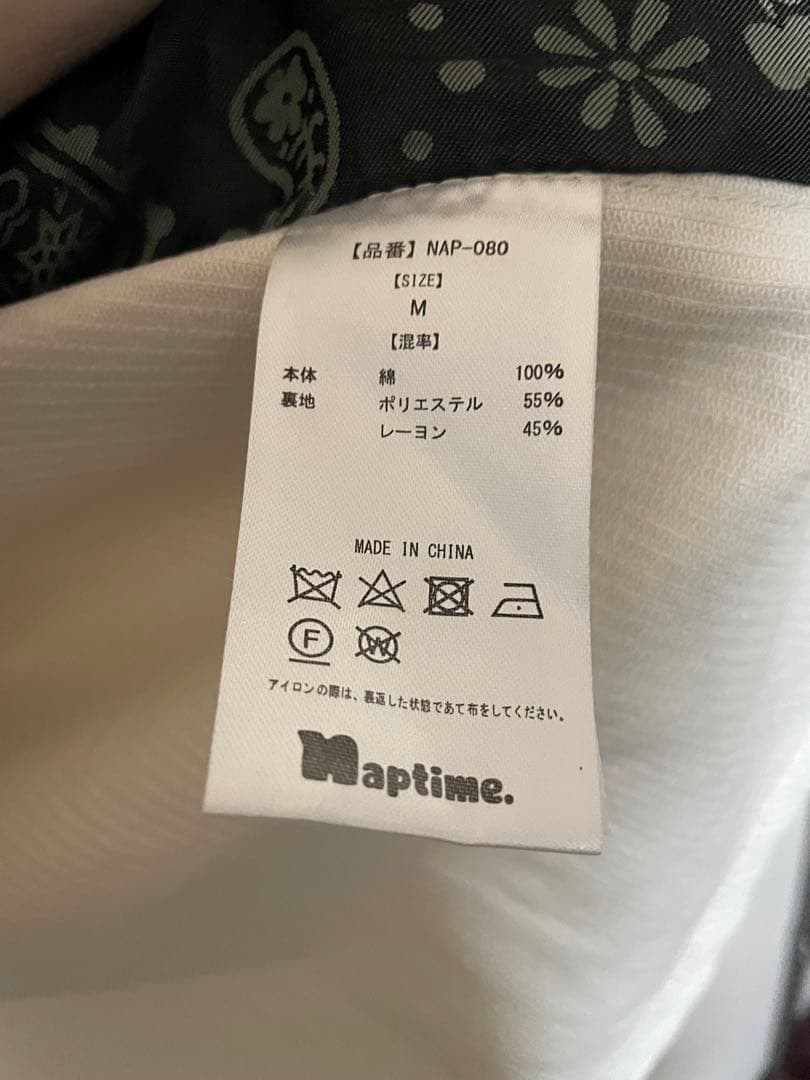 【品番】NAP-080
【SIZE】
M
【混率】
本体 綿 100%
裏地 ポリエステル 55%
レーヨン 45%
MADE IN CHINA
F W
アイロンの際は、裏返した状態であて布をしてください。
Naptime.